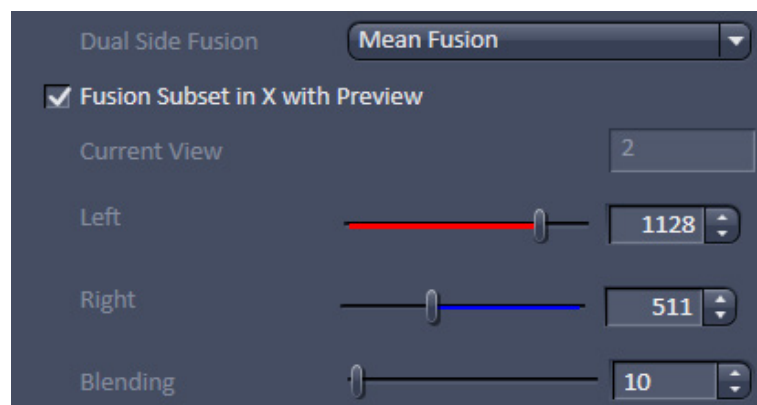 Dual Side Fusion Mean Fusion
Fusion Subset in X with Preview
Current View 2
Left 1128
Right 511
Blending 10